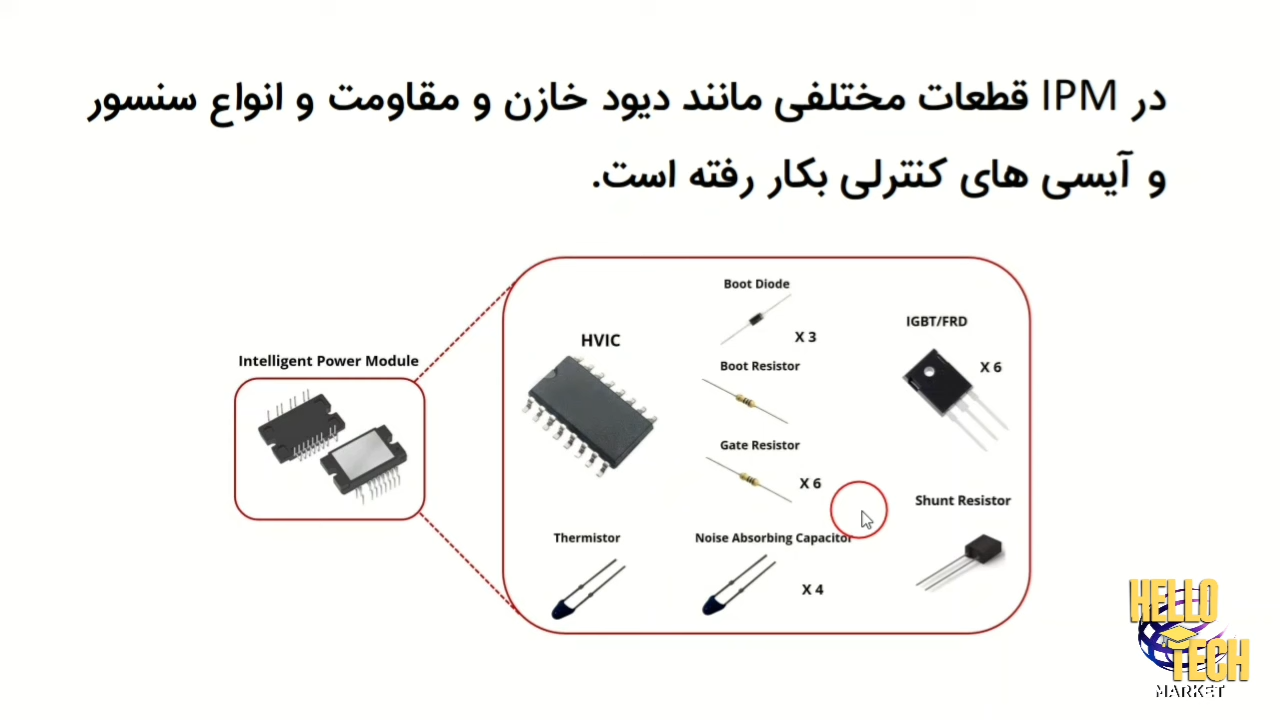 در IPM قطعات مختلفی مانند دیود خازن و مقاومت و انواع سنسور
و آیسی های کنترلی بکار رفته است.
Intelligent Power Module
HVIC
Boot Diode
X 3
Boot Resistor
Gate Resistor
X 6
IGBT/FRD
X 6
Shunt Resistor
Thermistor
Noise Absorbing Capacitor
X 4
HELLO
TECH
MARKET